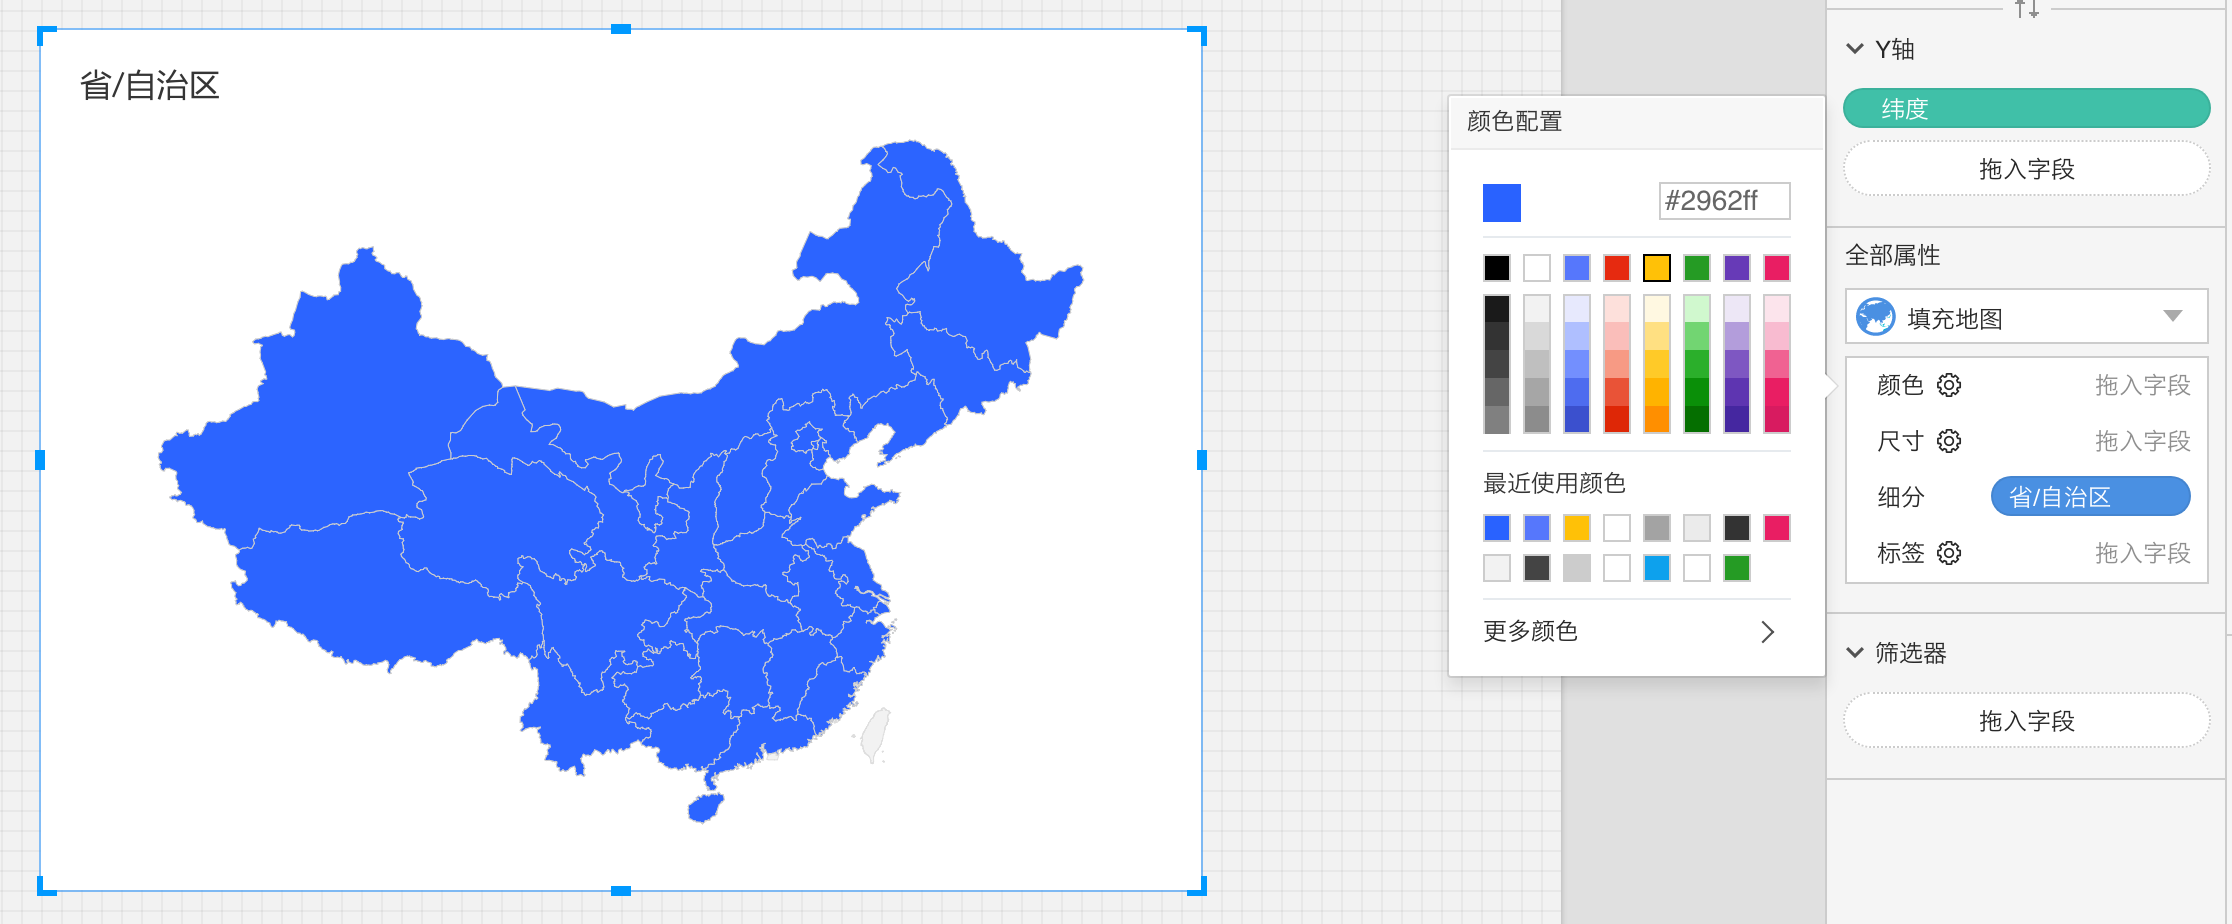 省/自治区
颜色配置
#2962ff
最近使用颜色
更多颜色
Y轴
纬度
拖入字段
全部属性
填充地图
颜色 拖入字段
尺寸 拖入字段
细分 省/自治区
标签 拖入字段
筛选器
拖入字段